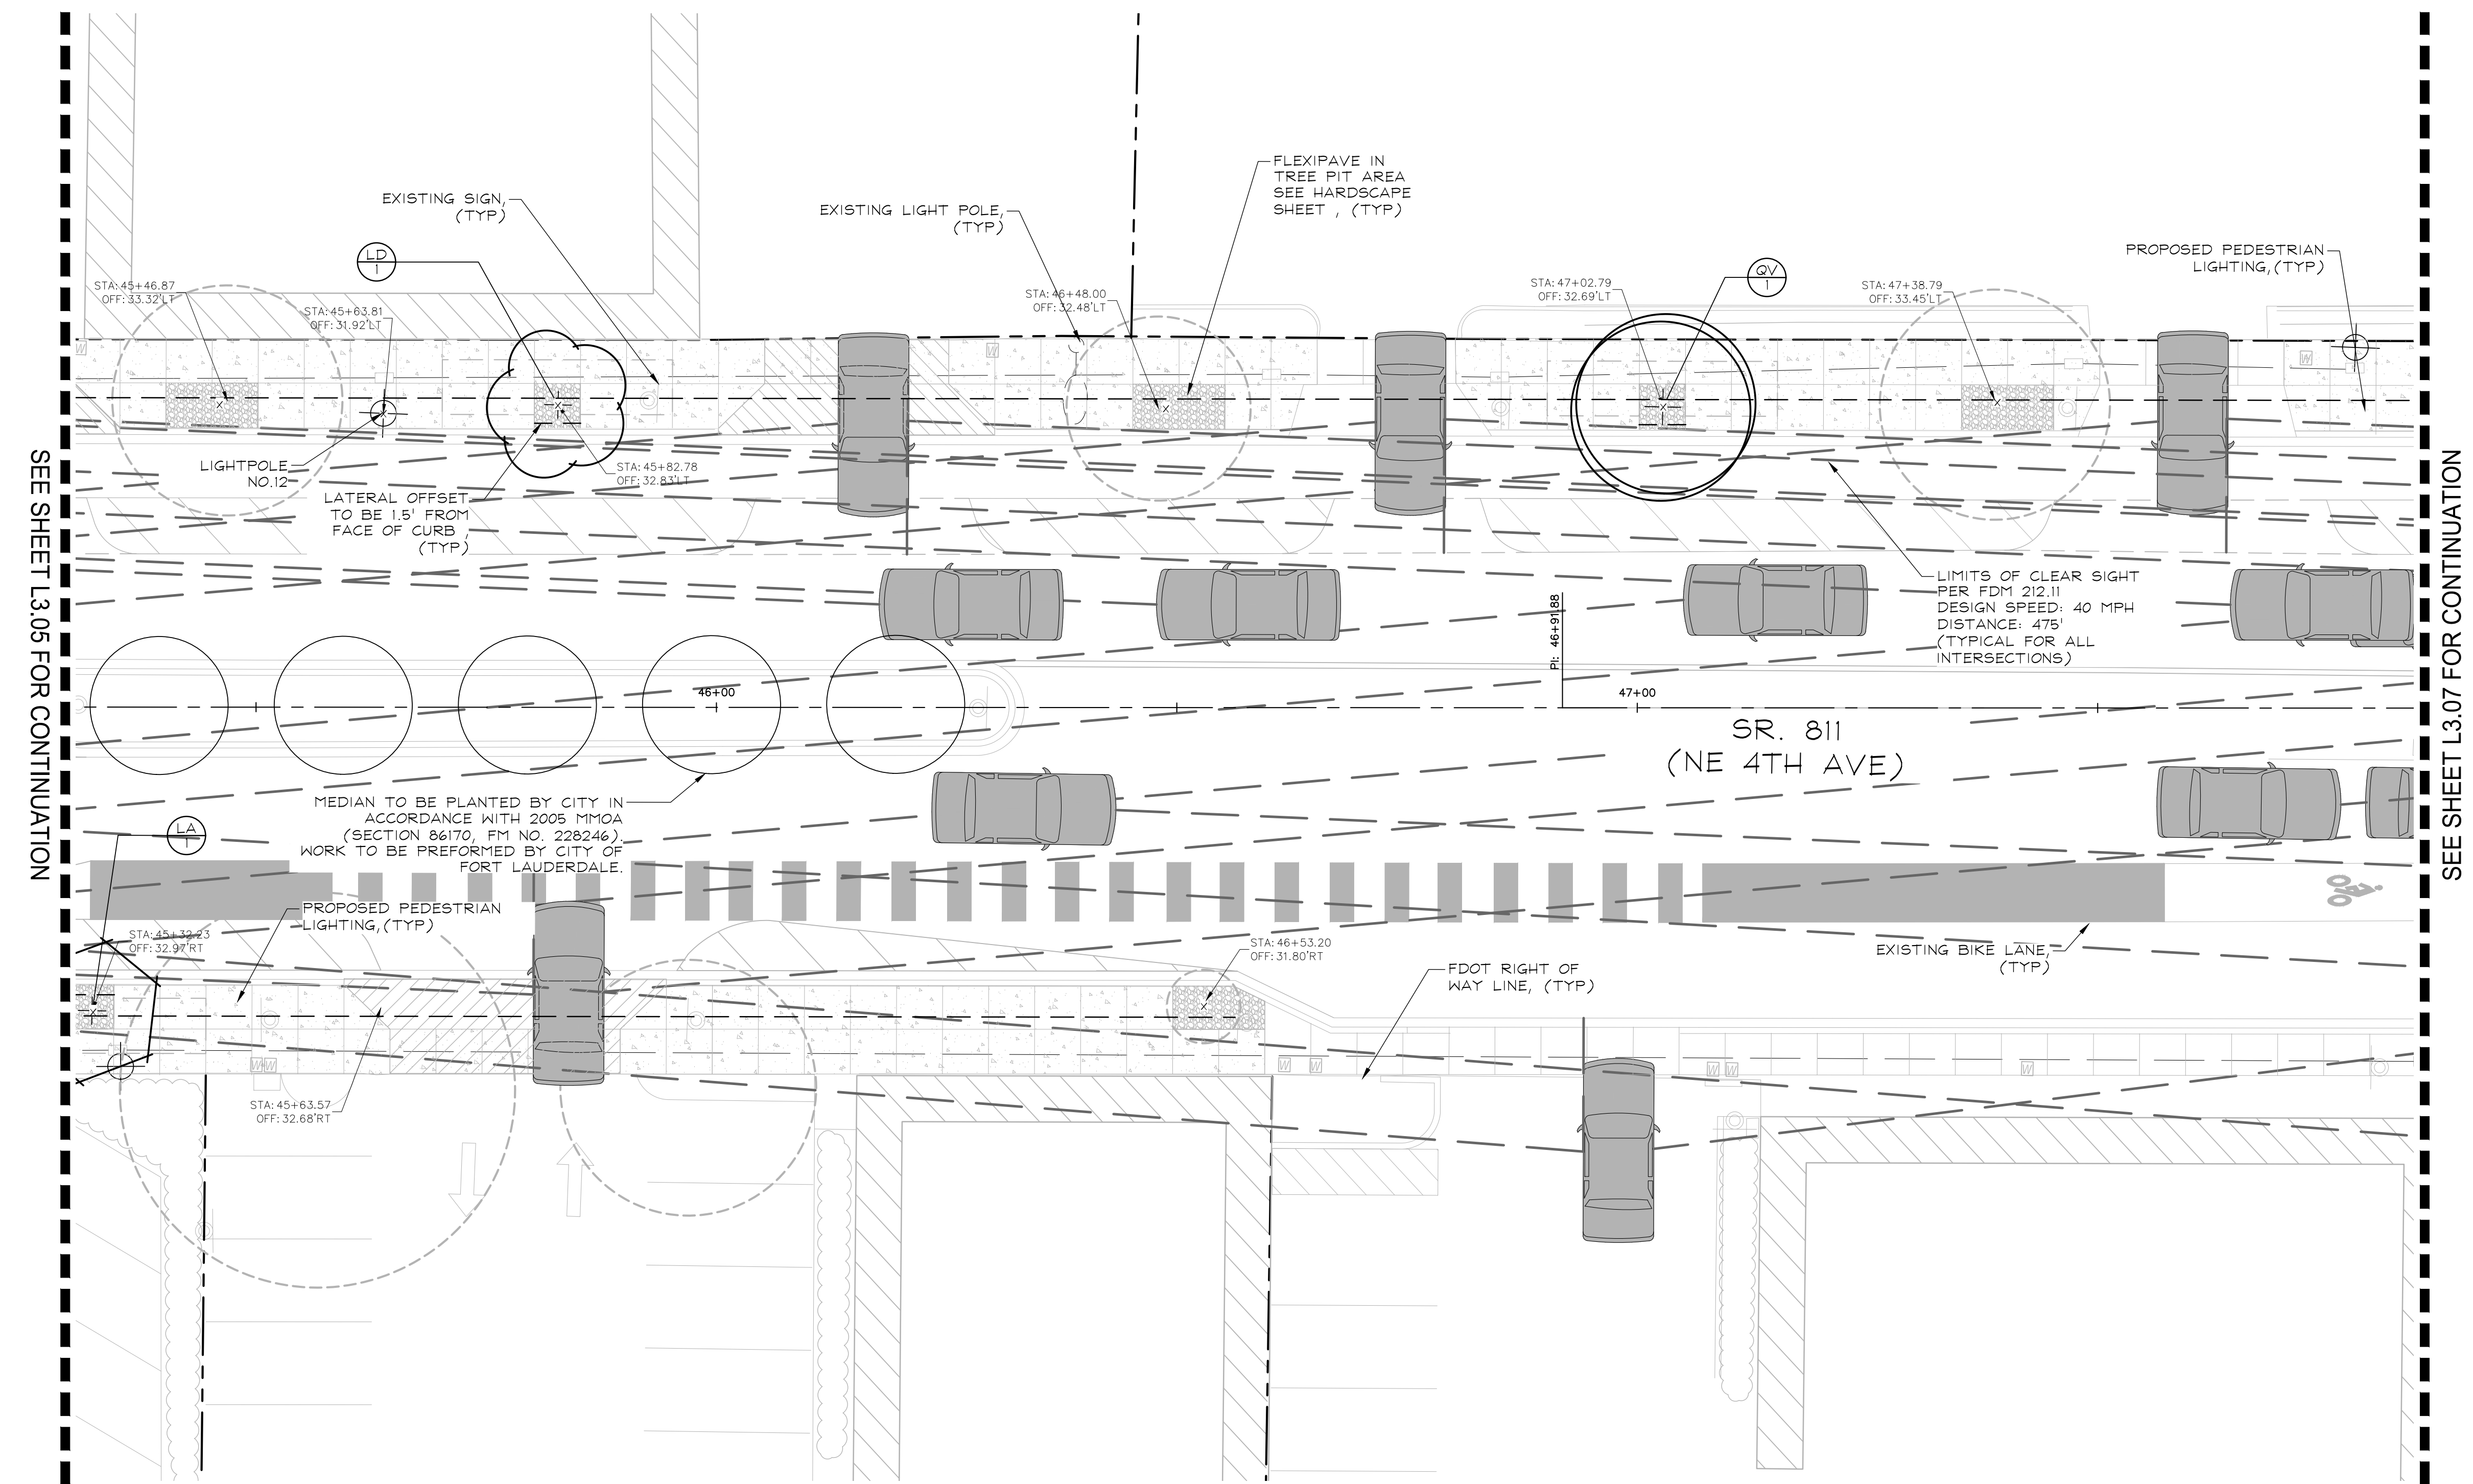 EXISTING SIGN,
(TYP)
EXISTING LIGHT POLE,
(TYP)
FLEXIPAVE IN
TREE PIT AREA
SEE HARDSCAPE
SHEET , (TYP)
PROPOSED PEDESTRIAN
LIGHTING,(TYP)
LD
1
QV
1
STA: 45+46.87
OFF: 33.32'LT
STA: 45+63.81
OFF: 31.92'LT
STA: 46+48.00
OFF: 32.48'LT
STA: 47+02.79
OFF: 32.69'LT
STA: 47+38.79
OFF: 33.45'LT
W
W
W
LIGHTPOLE
NO.12
STA: 45+82.78
OFF: 32.83'LT
LATERAL OFFSET
TO BE 1.5' FROM
FACE OF CURB ,
(TYP)
SEE SHEET L3.05 FOR CONTINUATION
SEE SHEET L3.07 FOR CONTINUATION
LIMITS OF CLEAR SIGHT
PER FDM 212.11
DESIGN SPEED: 40 MPH
DISTANCE: 475'
(TYPICAL FOR ALL
INTERSECTIONS)
PI: 46+91.88
46+00
47+00
SR. 811
(NE 4TH AVE)
MEDIAN TO BE PLANTED BY CITY IN
ACCORDANCE WITH 2005 MMOA
(SECTION 86170, FM NO. 228246).
WORK TO BE PREFORMED BY CITY OF
FORT LAUDERDALE.
LA
1
PROPOSED PEDESTRIAN
LIGHTING,(TYP)
STA: 45+32.23
OFF: 32.97'RT
STA: 46+53.20
OFF: 31.80'RT
EXISTING BIKE LANE,
(TYP)
FDOT RIGHT OF
WAY LINE, (TYP)
W
W
W
W
W
W
W
STA: 45+63.57
OFF: 32.68'RT